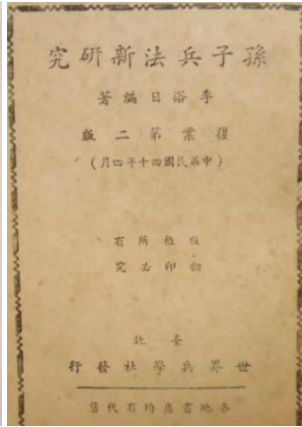 孫子兵法新研究
李浴日編著
復業第二版
(中華民國四十年四月)
版權所有
翻印必究
臺北
世界兵學社發行
各地書店均有代售